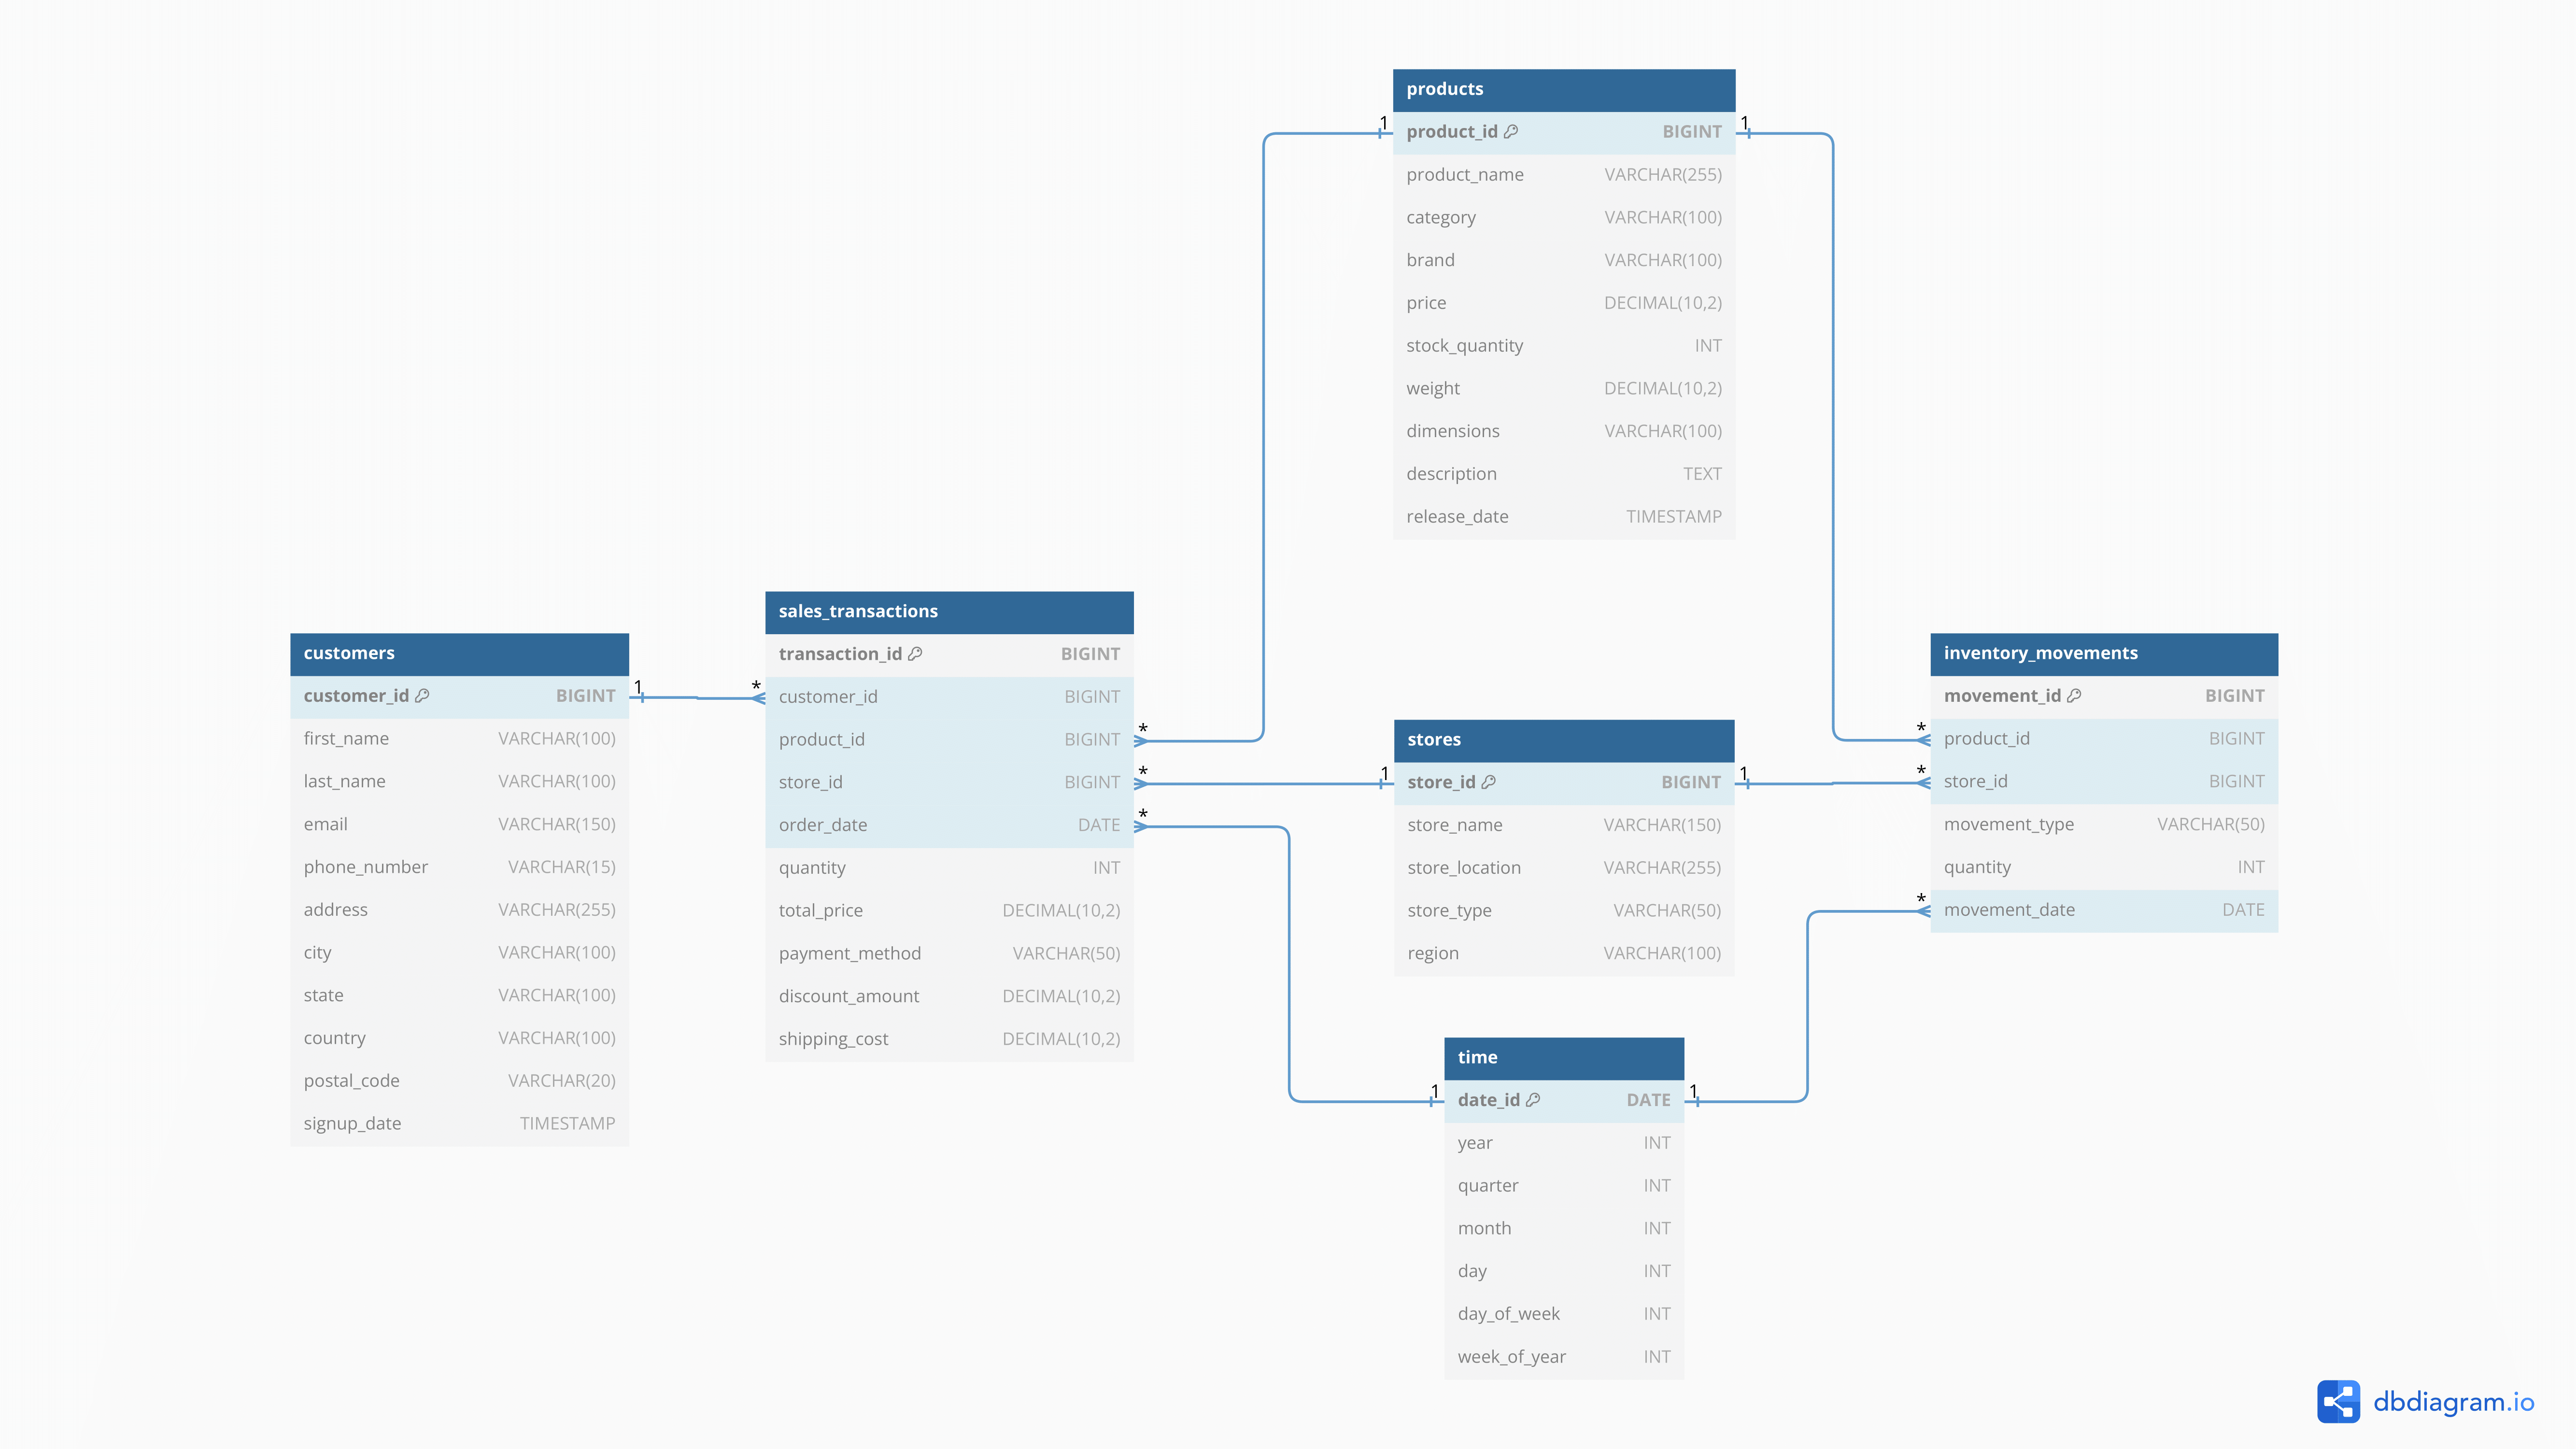 products
1 product_id BIGINT 1
product_name VARCHAR(255)
category VARCHAR(100)
brand VARCHAR(100)
price DECIMAL(10,2)
stock_quantity INT
weight DECIMAL(10,2)
dimensions VARCHAR(100)
description TEXT
release_date TIMESTAMP
customers
customer_id BIGINT 1
first_name VARCHAR(100)
last_name VARCHAR(100)
email VARCHAR(150)
phone_number VARCHAR(15)
address VARCHAR(255)
city VARCHAR(100)
state VARCHAR(100)
country VARCHAR(100)
postal_code VARCHAR(20)
signup_date TIMESTAMP
sales_transactions
transaction_id BIGINT
* customer_id BIGINT
product_id BIGINT *
store_id BIGINT *
order_date DATE *
quantity INT
total_price DECIMAL(10,2)
payment_method VARCHAR(50)
discount_amount DECIMAL(10,2)
shipping_cost DECIMAL(10,2)
stores
1 store_id BIGINT 1
store_name VARCHAR(150)
store_location VARCHAR(255)
store_type VARCHAR(50)
region VARCHAR(100)
inventory_movements
movement_id BIGINT
* product_id BIGINT
* store_id BIGINT
movement_type VARCHAR(50)
quantity INT
* movement_date DATE
time
1 date_id DATE 1
year INT
quarter INT
month INT
day INT
day_of_week INT
week_of_year INT
dbdiagram.io